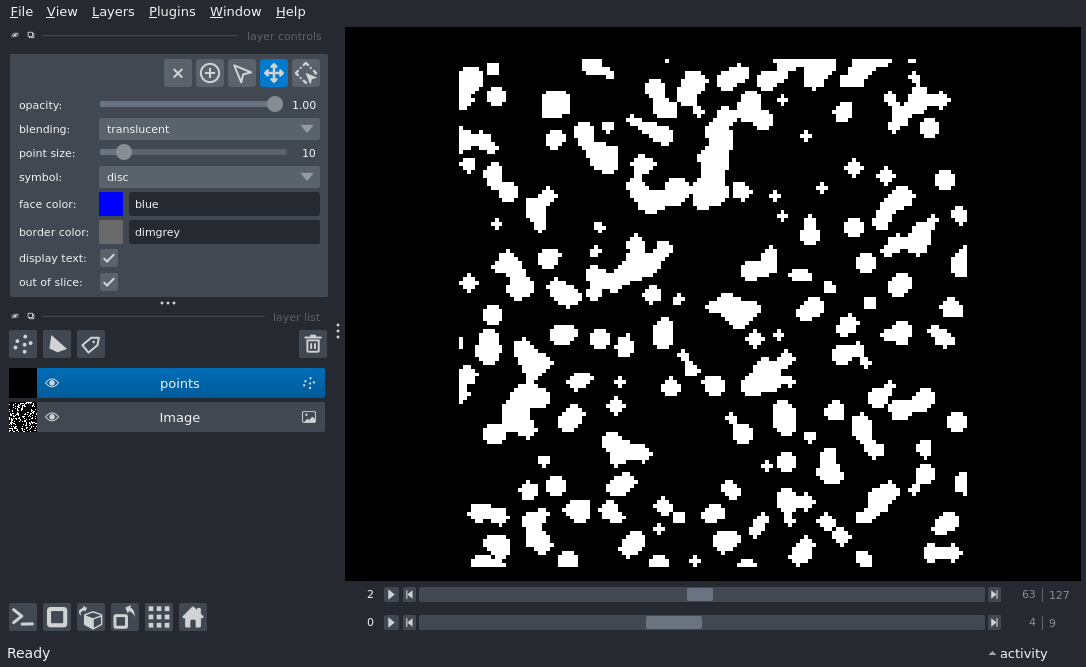 File View Layers Plugins Window Help
layer controls
opacity: 1.00
blending: translucent
point size: 10
symbol: disc
face color: blue
border color: dimgrey
display text:
out of slice:
layer list
points
Image
2 63 127
0 4 9
Ready activity